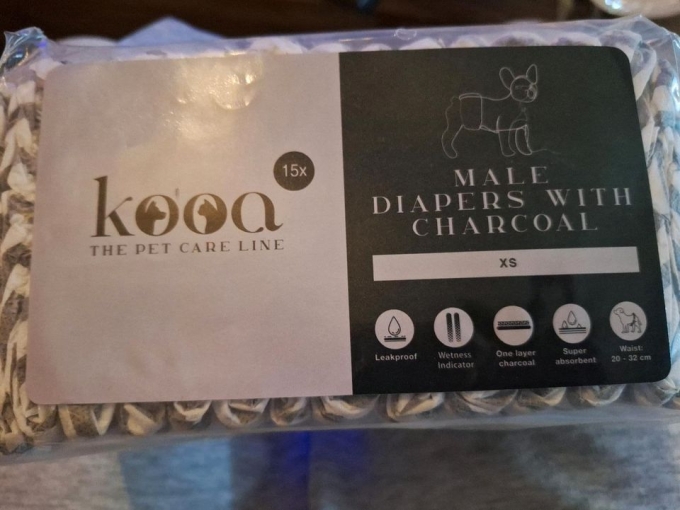 15x
kooa
THE PET CARE LINE
MALE
DIAPERS WITH
CHARCOAL
XS
Leakproof
Wetness
Indicator
One layer
charcoal
Super
absorbent
Waist:
20 - 32 cm